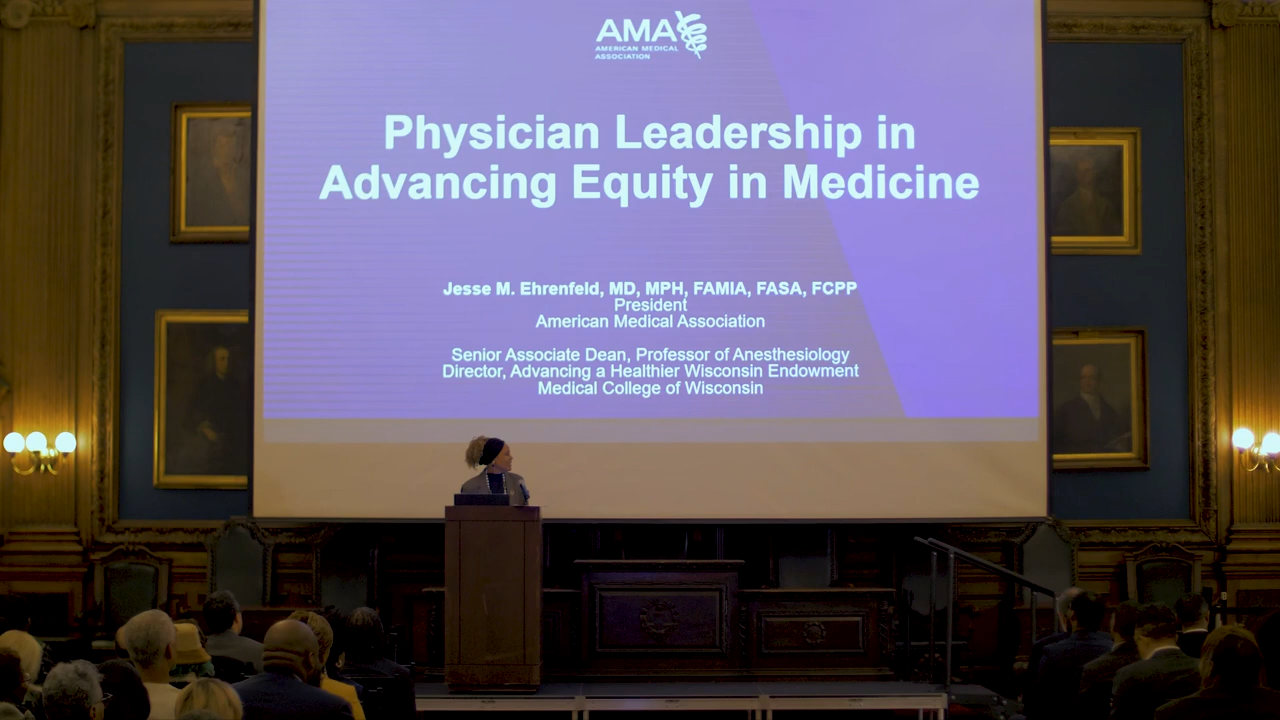 AMA
AMERICAN MEDICAL
ASSOCIATION
Physician Leadership in
Advancing Equity in Medicine
Jesse M. Ehrenfeld, MD, MPH, FAMIA, FASA, FCPP
President
American Medical Association
Senior Associate Dean, Professor of Anesthesiology
Director, Advancing a Healthier Wisconsin Endowment
Medical College of Wisconsin